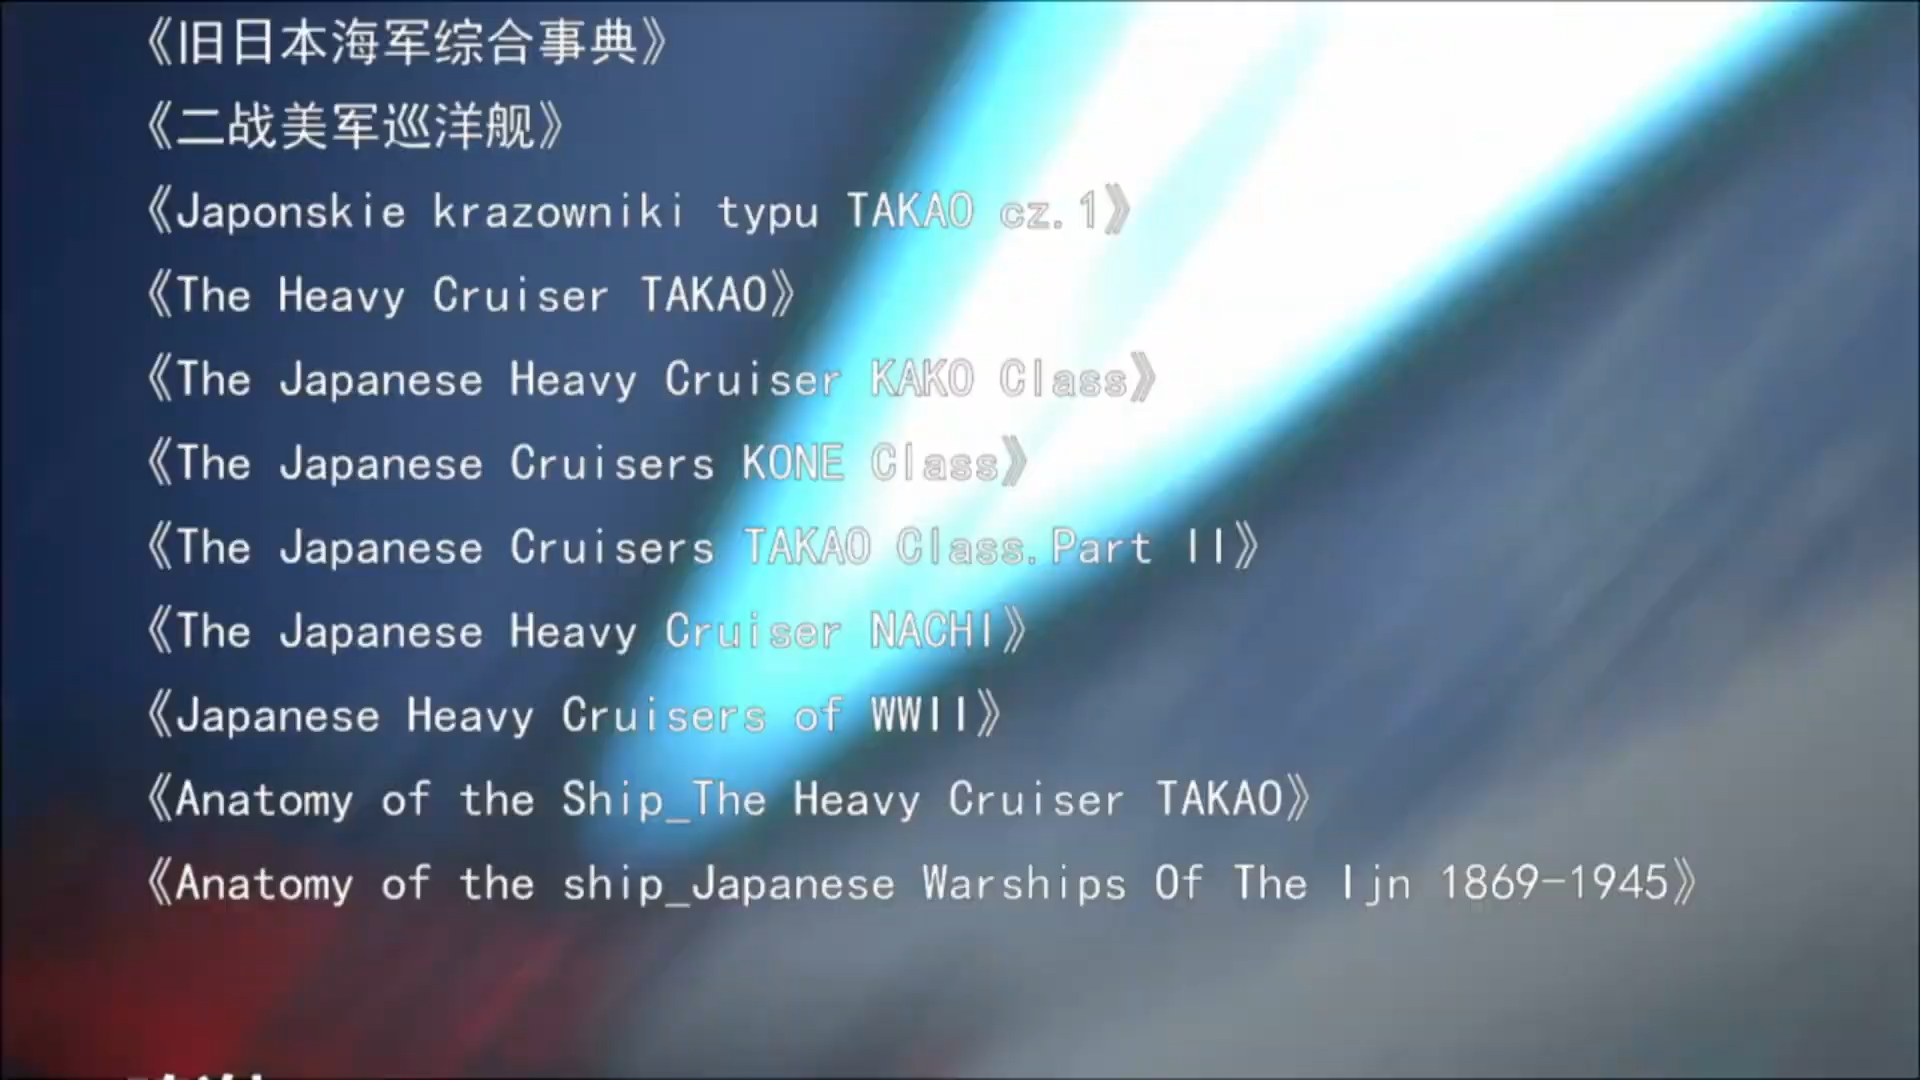 《旧日本海军综合事典》
《二战美军巡洋舰》
《Japonskie krazowniki typu TAKAO cz.1》
《The Heavy Cruiser TAKAO》
《The Japanese Heavy Cruiser KAKO Class》
《The Japanese Cruisers KONE Class》
《The Japanese Cruisers TAKAO Class.Part II》
《The Japanese Heavy Cruiser NACHI》
《Japanese Heavy Cruisers of WWII》
《Anatomy of the Ship_The Heavy Cruiser TAKAO》
《Anatomy of the ship_Japanese Warships Of The Ijn 1869-1945》